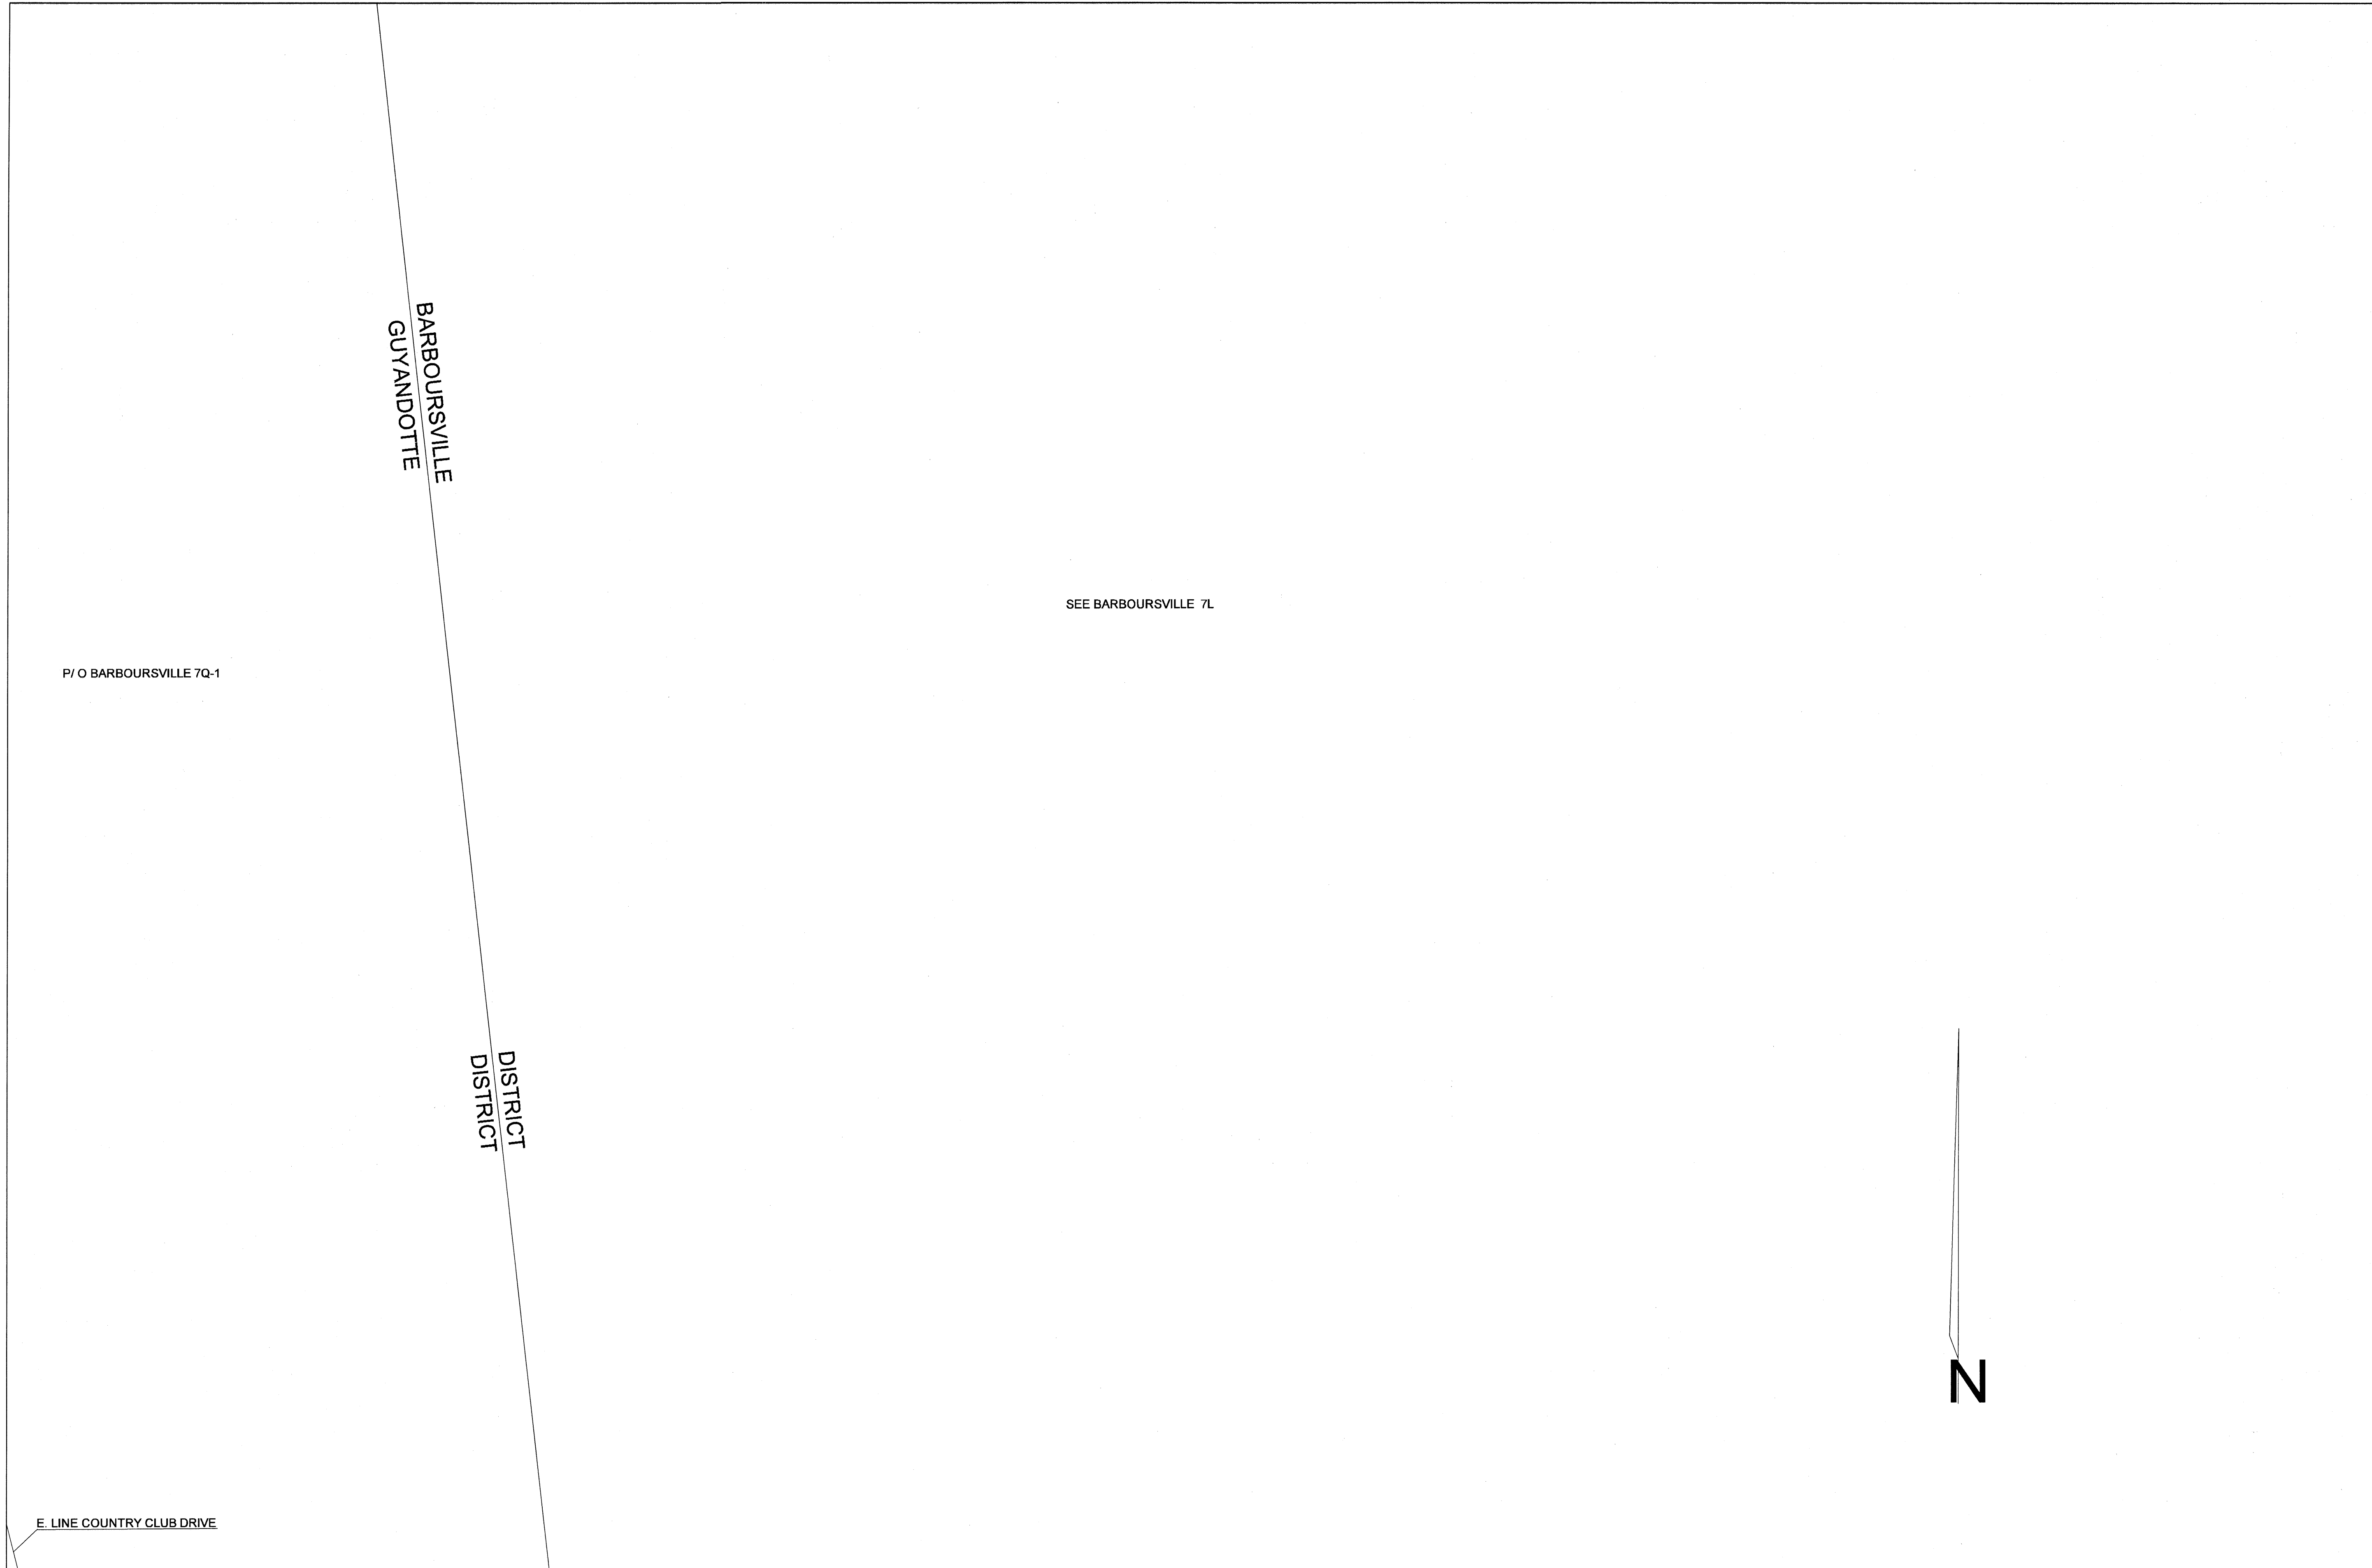 BARBOURSVILLE
GUYANDOTTE
SEE BARBOURSVILLE 7L
P/ O BARBOURSVILLE 7Q-1
DISTRICT
DISTRICT
N
E. LINE COUNTRY CLUB DRIVE